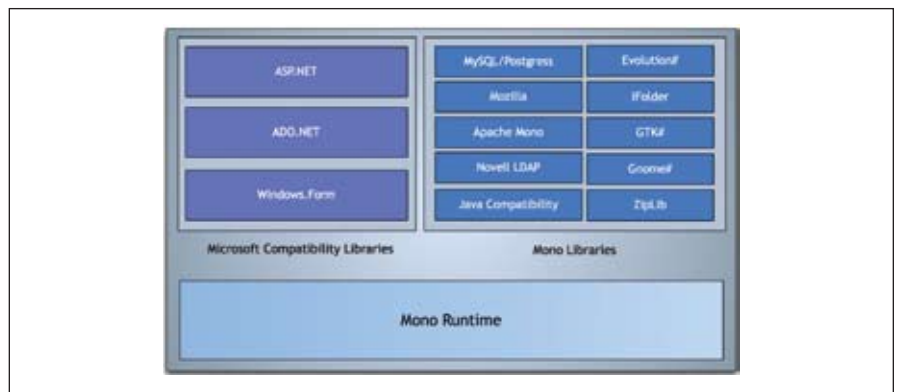 ASP.NET
ADO.NET
Windows.Form
Microsoft Compatibility Libraries
MySQL/Postgress
Evolution#
Mozilla
iFolder
Apache Mono
GTK#
Novell LDAP
Gnome#
Java Compatibility
ZipLib
Mono Libraries
Mono Runtime